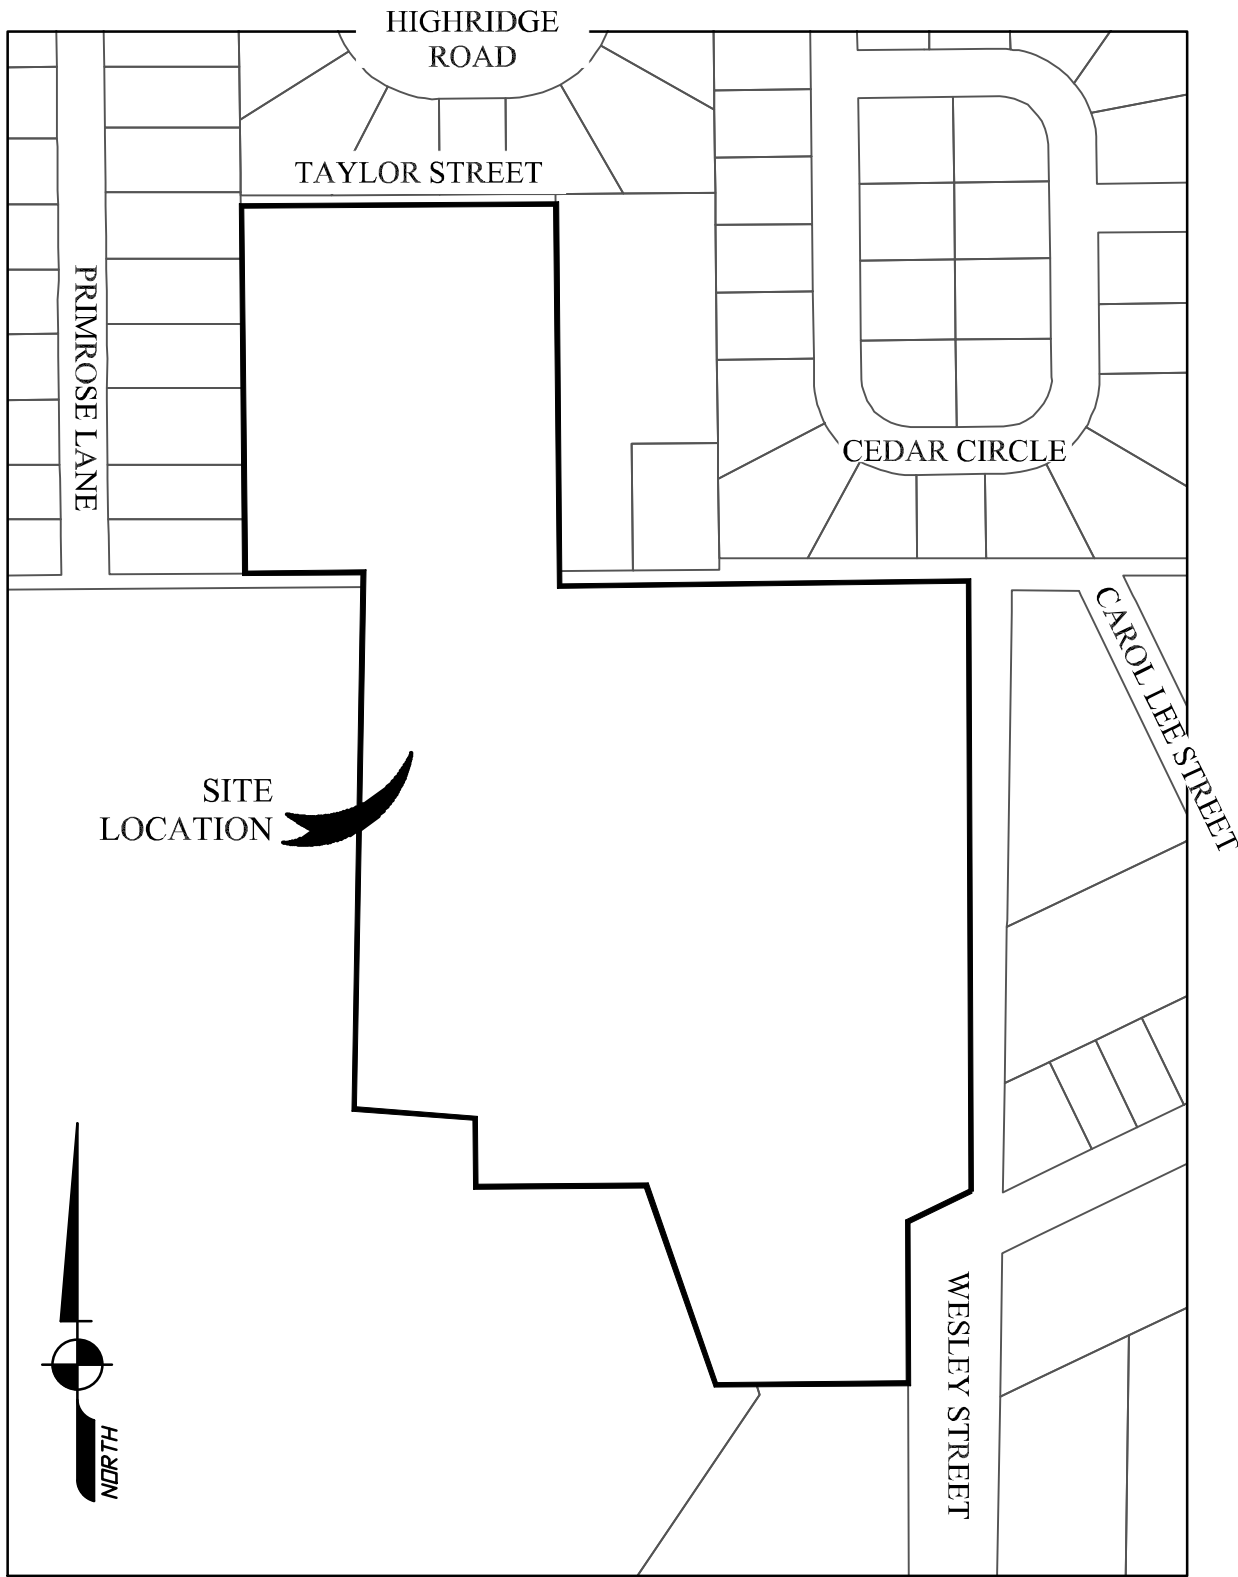 HIGHRIDGE
ROAD
TAYLOR STREET
PRIMROSE LANE
CEDAR CIRCLE
CAROL LEE STREET
SITE
LOCATION
WESLEY STREET
NORTH